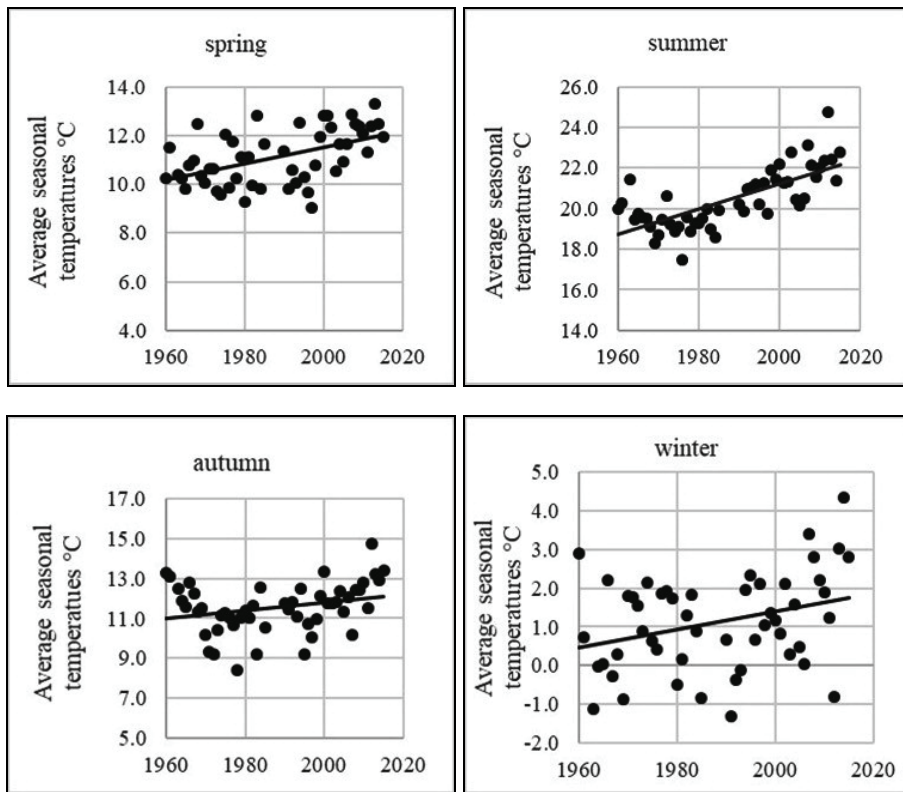 spring
Average seasonal
temperatures °C
14.0
12.0
10.0
8.0
6.0
4.0
1960 1980 2000 2020
summer
Average seasonal
temperatures °C
26.0
24.0
22.0
20.0
18.0
16.0
14.0
1960 1980 2000 2020
autumn
Average seasonal
temperatues °C
17.0
15.0
13.0
11.0
9.0
7.0
5.0
1960 1980 2000 2020
winter
Average seasonal
temperatures °C
5.0
4.0
3.0
2.0
1.0
0.0
-1.0
-2.0
1960 1980 2000 2020